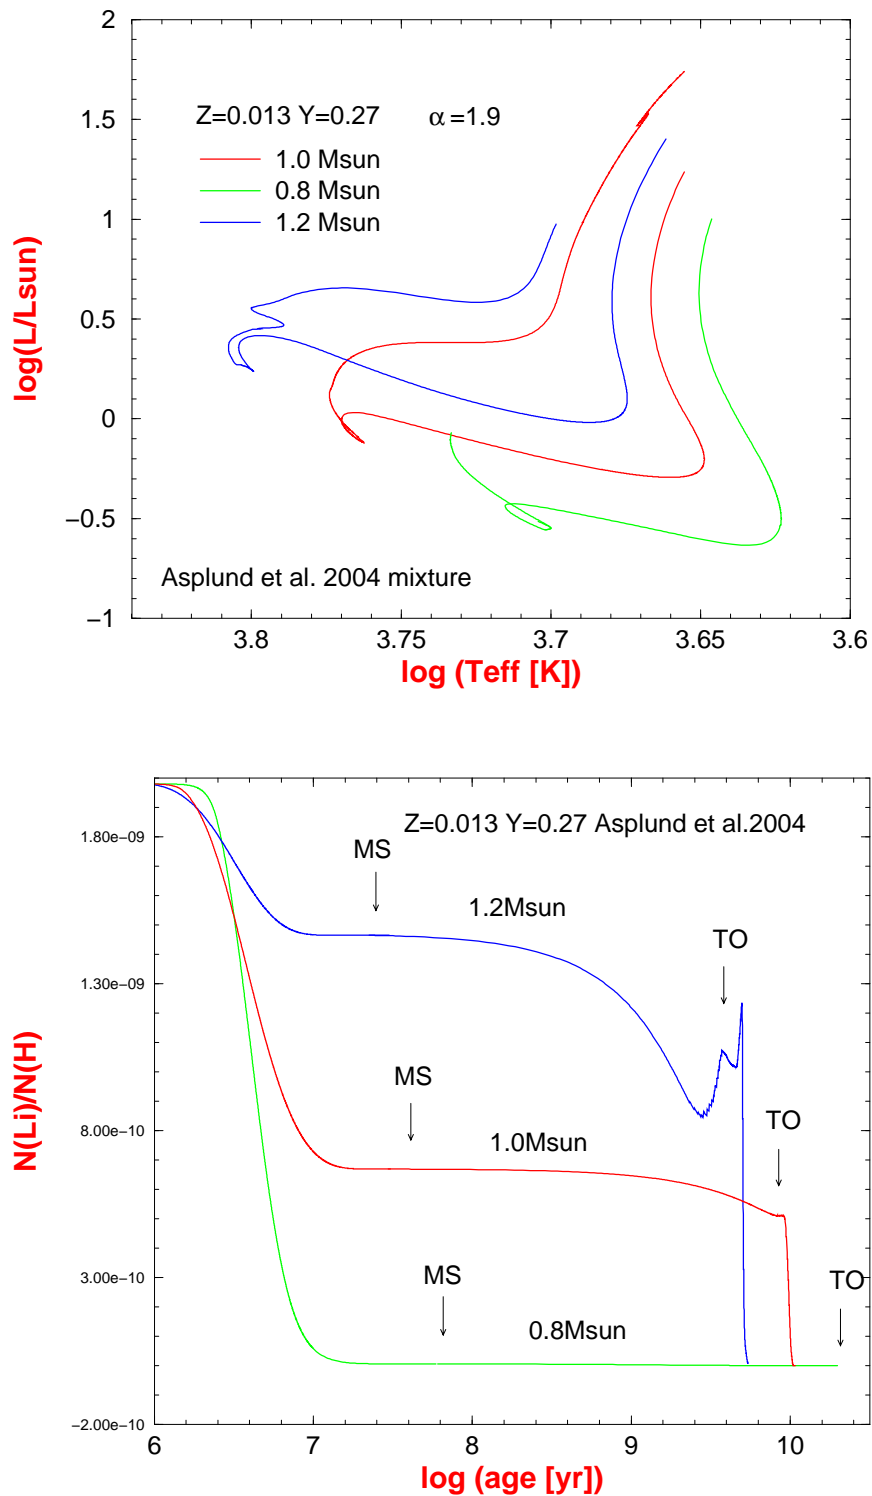 2
1.5
1
0.5
0
−0.5
−1
log(L/Lsun)
Z=0.013 Y=0.27 α=1.9
1.0 Msun
0.8 Msun
1.2 Msun
Asplund et al. 2004 mixture
3.8 3.75 3.7 3.65 3.6
log (Teff [K])
Z=0.013 Y=0.27 Asplund et al.2004
1.80e−09
MS
1.2Msun
TO
1.30e−09
N(Li)/N(H)
MS
8.00e−10
1.0Msun
TO
3.00e−10
MS
TO
0.8Msun
−2.00e−10
6 7 8 9 10
log (age [yr])